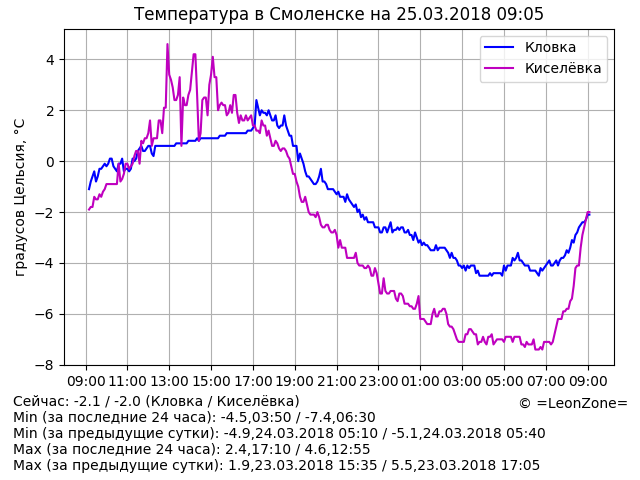 Температура в Смоленске на 25.03.2018 09:05
Кловка
Киселёвка
градусов Цельсия, °C
4
2
0
−2
−4
−6
−8
09:00 11:00 13:00 15:00 17:00 19:00 21:00 23:00 01:00 03:00 05:00 07:00 09:00
Сейчас: -2.1 / -2.0 (Кловка / Киселёвка)
© =LeonZone=
Min (за последние 24 часа): -4.5,03:50 / -7.4,06:30
Min (за предыдущие сутки): -4.9,24.03.2018 05:10 / -5.1,24.03.2018 05:40
Max (за последние 24 часа): 2.4,17:10 / 4.6,12:55
Max (за предыдущие сутки): 1.9,23.03.2018 15:35 / 5.5,23.03.2018 17:05